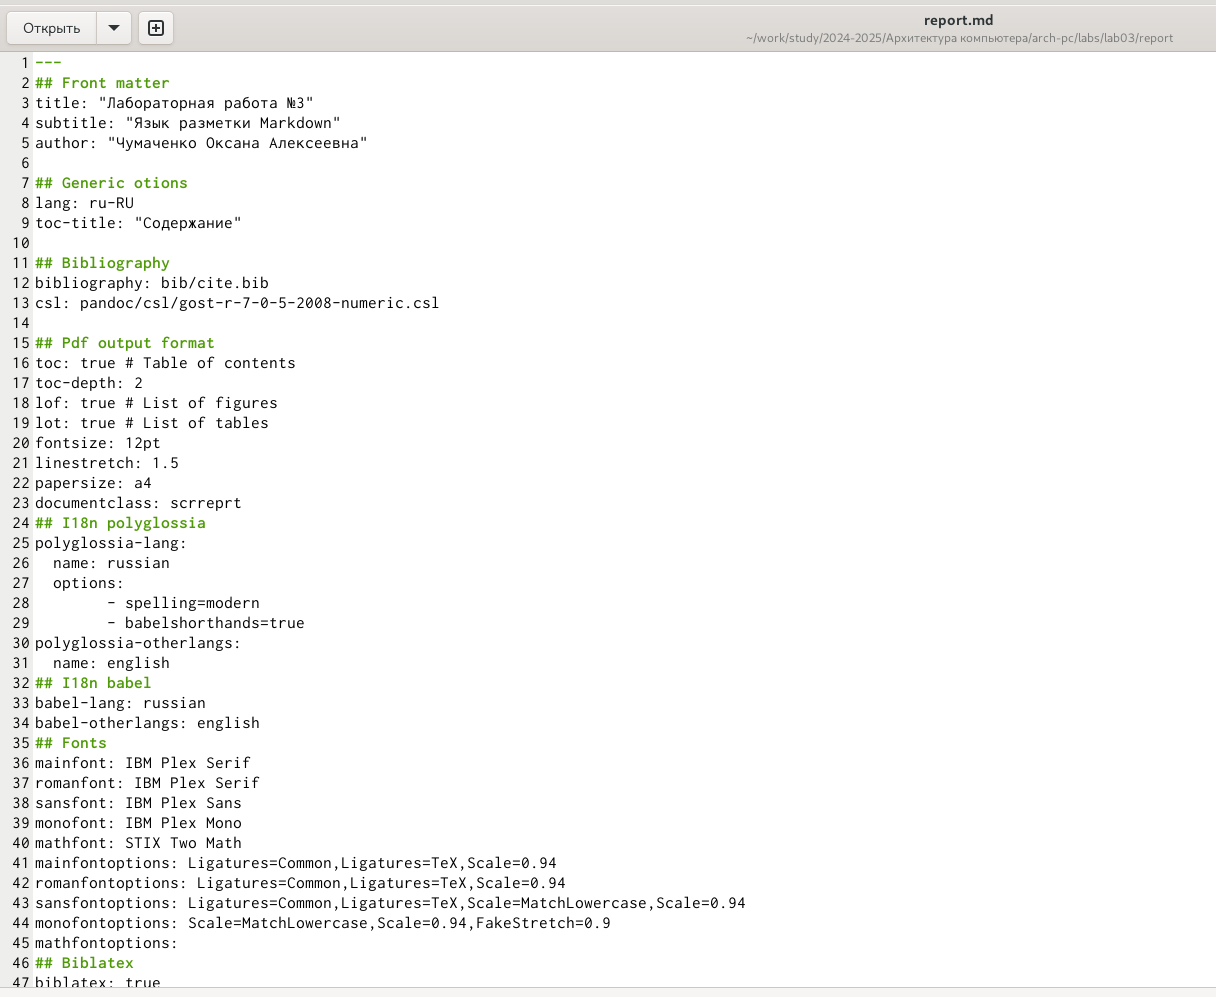 Открыть
report.md
~/work/study/2024-2025/Архитектура компьютера/arch-pc/labs/lab03/report
1 ---
2 ## Front matter
3 title: "Лабораторная работа №3"
4 subtitle: "Язык разметки Markdown"
5 author: "Чумаченко Оксана Алексеевна"
6
7 ## Generic otions
8 lang: ru-RU
9 toc-title: "Содержание"
10
11 ## Bibliography
12 bibliography: bib/cite.bib
13 csl: pandoc/csl/gost-r-7-0-5-2008-numeric.csl
14
15 ## Pdf output format
16 toc: true # Table of contents
17 toc-depth: 2
18 lof: true # List of figures
19 lot: true # List of tables
20 fontsize: 12pt
21 linestretch: 1.5
22 papersize: a4
23 documentclass: scrreprt
24 ## I18n polyglossia
25 polyglossia-lang:
26   name: russian
27   options:
28         - spelling=modern
29         - babelshorthands=true
30 polyglossia-otherlangs:
31   name: english
32 ## I18n babel
33 babel-lang: russian
34 babel-otherlangs: english
35 ## Fonts
36 mainfont: IBM Plex Serif
37 romanfont: IBM Plex Serif
38 sansfont: IBM Plex Sans
39 monofont: IBM Plex Mono
40 mathfont: STIX Two Math
41 mainfontoptions: Ligatures=Common,Ligatures=TeX,Scale=0.94
42 romanfontoptions: Ligatures=Common,Ligatures=TeX,Scale=0.94
43 sansfontoptions: Ligatures=Common,Ligatures=TeX,Scale=MatchLowercase,Scale=0.94
44 monofontoptions: Scale=MatchLowercase,Scale=0.94,FakeStretch=0.9
45 mathfontoptions:
46 ## Biblatex
47 biblatex: true